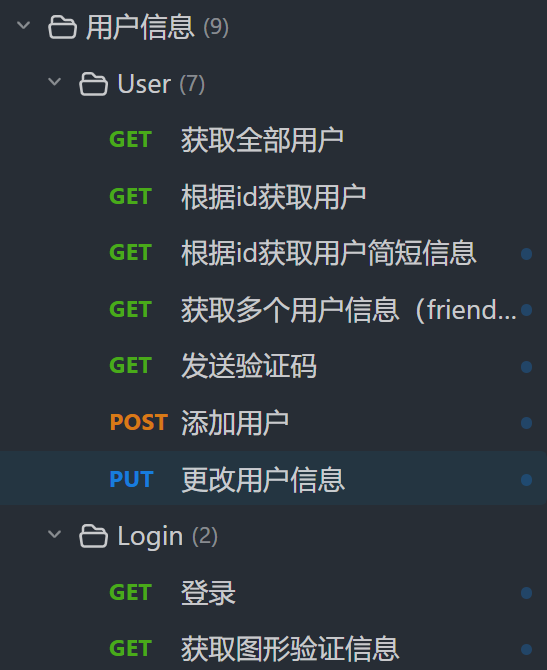 用户信息 (9)
User (7)
GET 获取全部用户
GET 根据id获取用户
GET 根据id获取用户简短信息
GET 获取多个用户信息（friend...
GET 发送验证码
POST 添加用户
PUT 更改用户信息
Login (2)
GET 登录
GET 获取图形验证信息